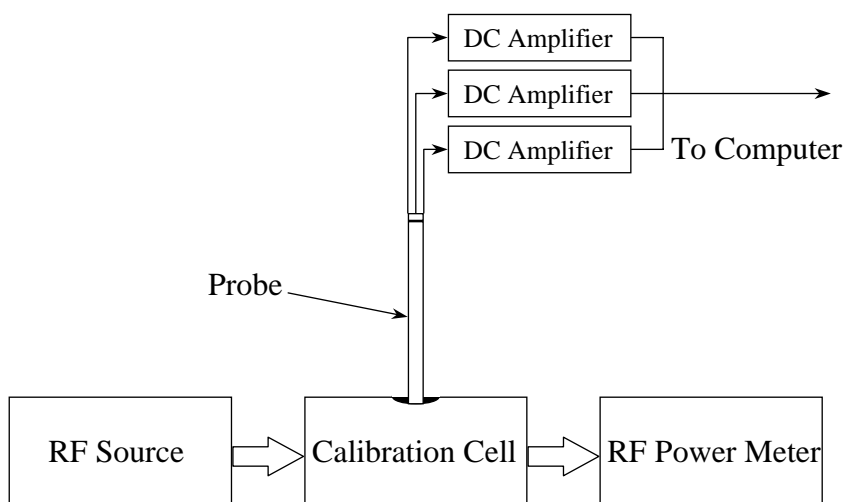 DC Amplifier
DC Amplifier
DC Amplifier
To Computer
Probe
RF Source
Calibration Cell
RF Power Meter